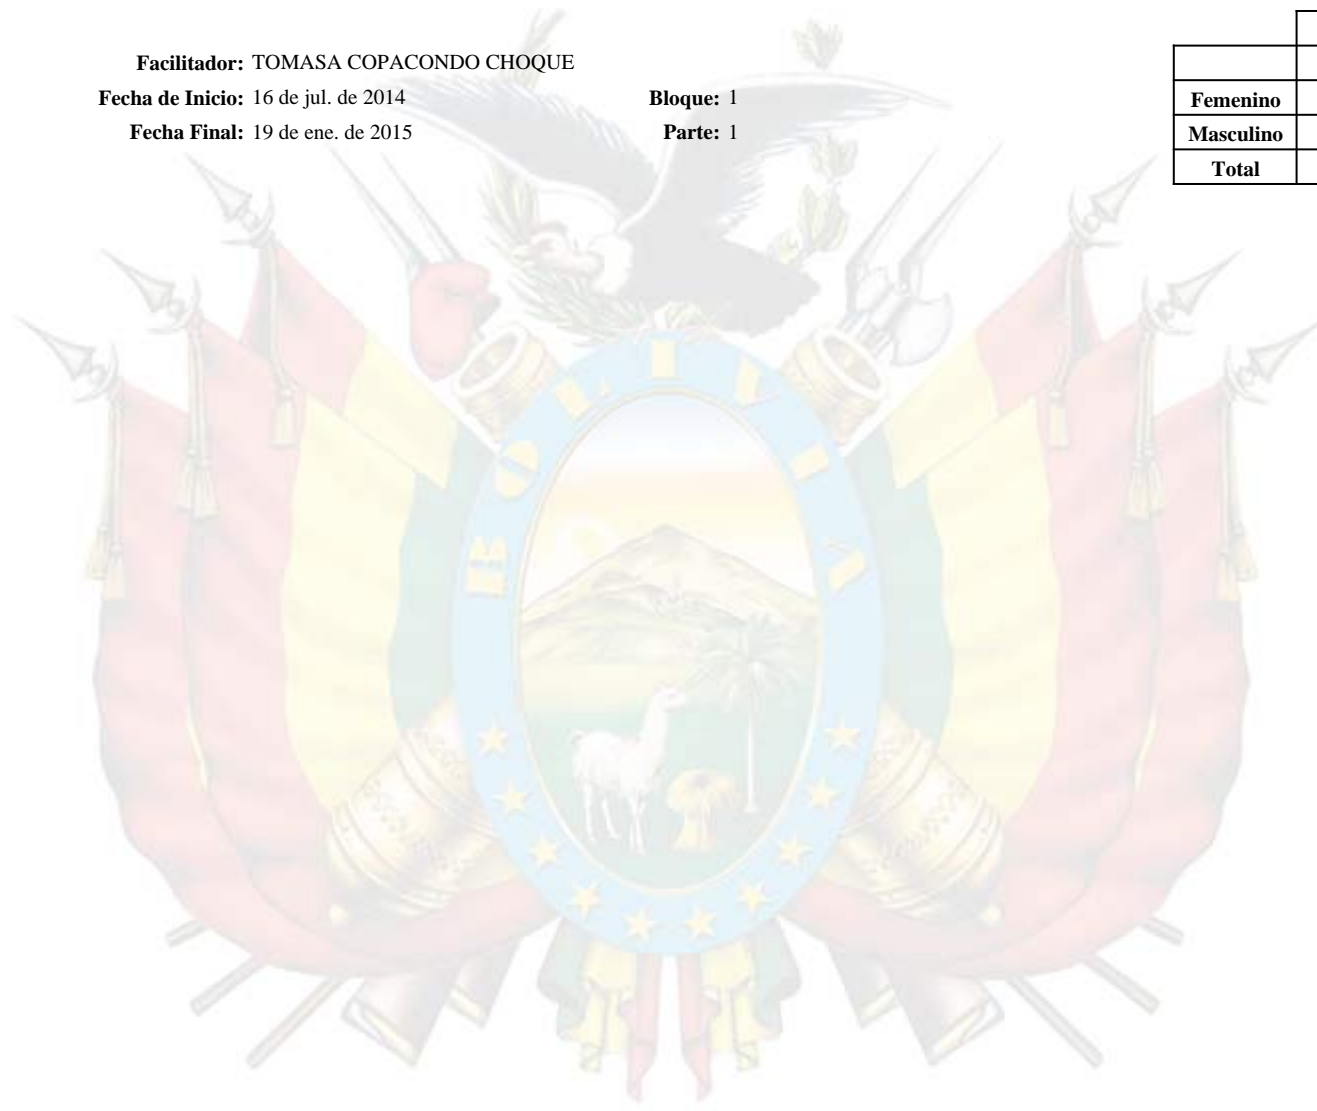 Facilitador: TOMASA COPACONDO CHOQUE
Fecha de Inicio: 16 de jul. de 2014 Bloque: 1
Fecha Final: 19 de ene. de 2015 Parte: 1
Femenino
Masculino
Total
BOLIVIA